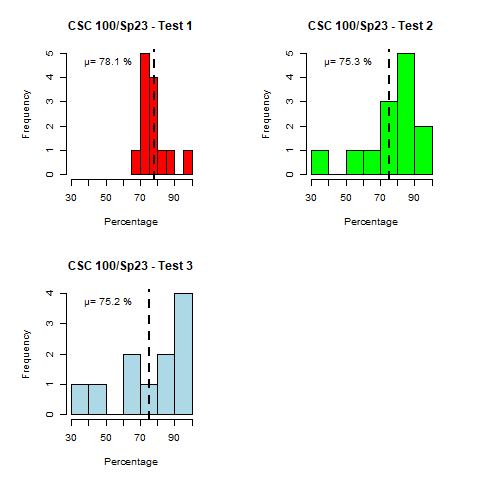 CSC 100/Sp23 - Test 1
μ= 78.1 %
Frequency
0 1 2 3 4 5
30 50 70 90
Percentage
CSC 100/Sp23 - Test 2
μ= 75.3 %
Frequency
0 1 2 3 4 5
30 50 70 90
Percentage
CSC 100/Sp23 - Test 3
μ= 75.2 %
Frequency
0 1 2 3 4
30 50 70 90
Percentage